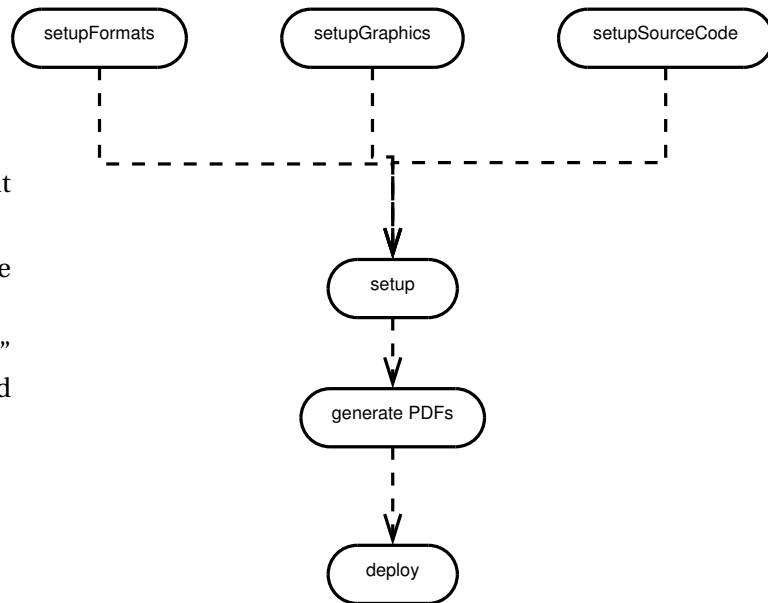 setupFormats
setupGraphics
setupSourceCode
e
”
d
setup
generate PDFs
deploy